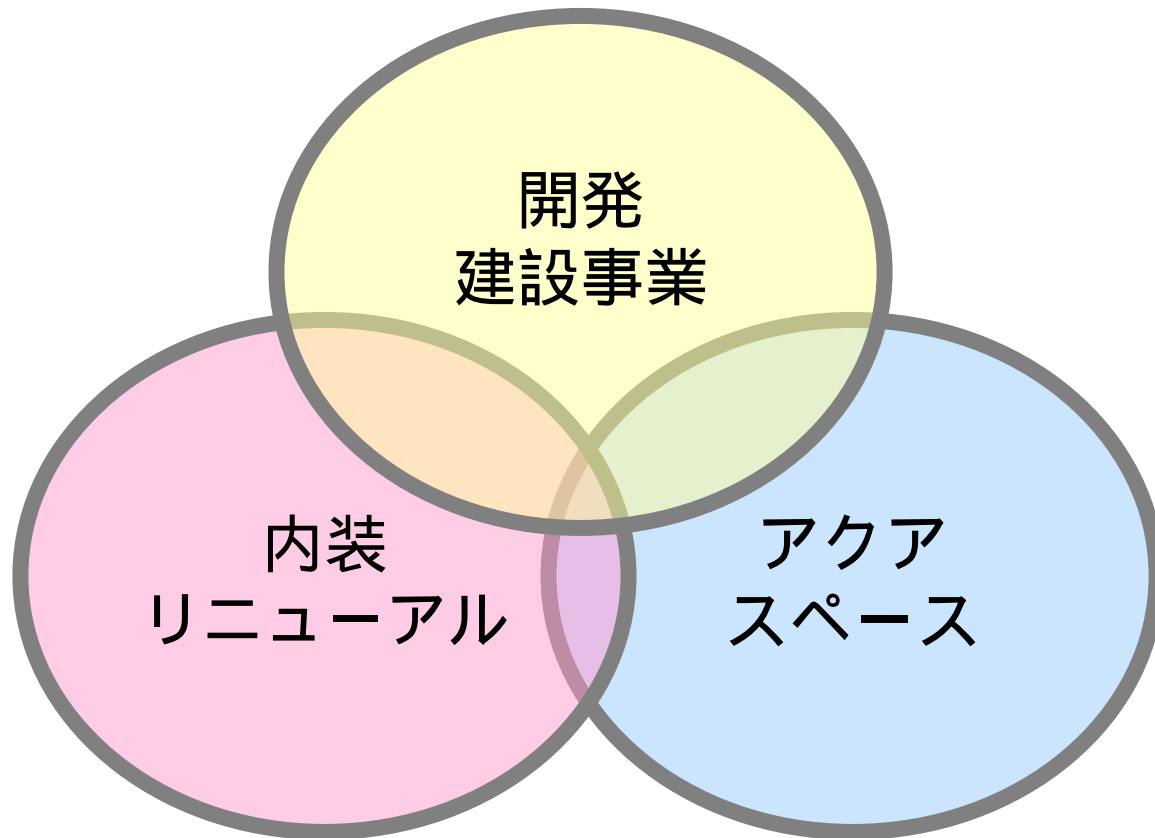 開発
建設事業
内装
リニューアル
アクア
スペース